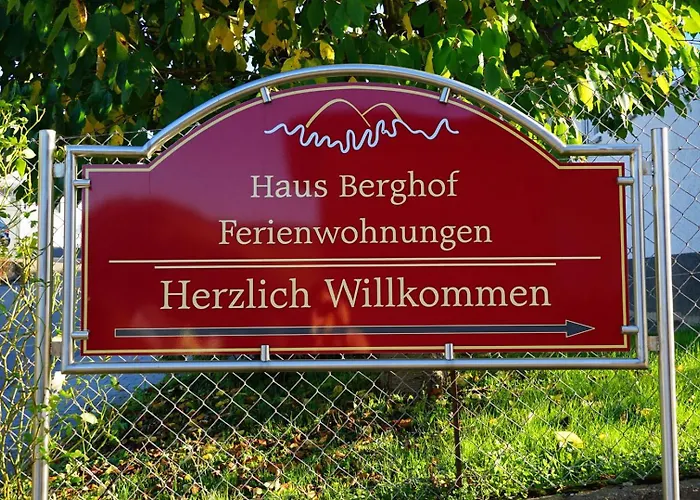 Haus Berghof
Ferienwohnungen
Herzlich Willkommen